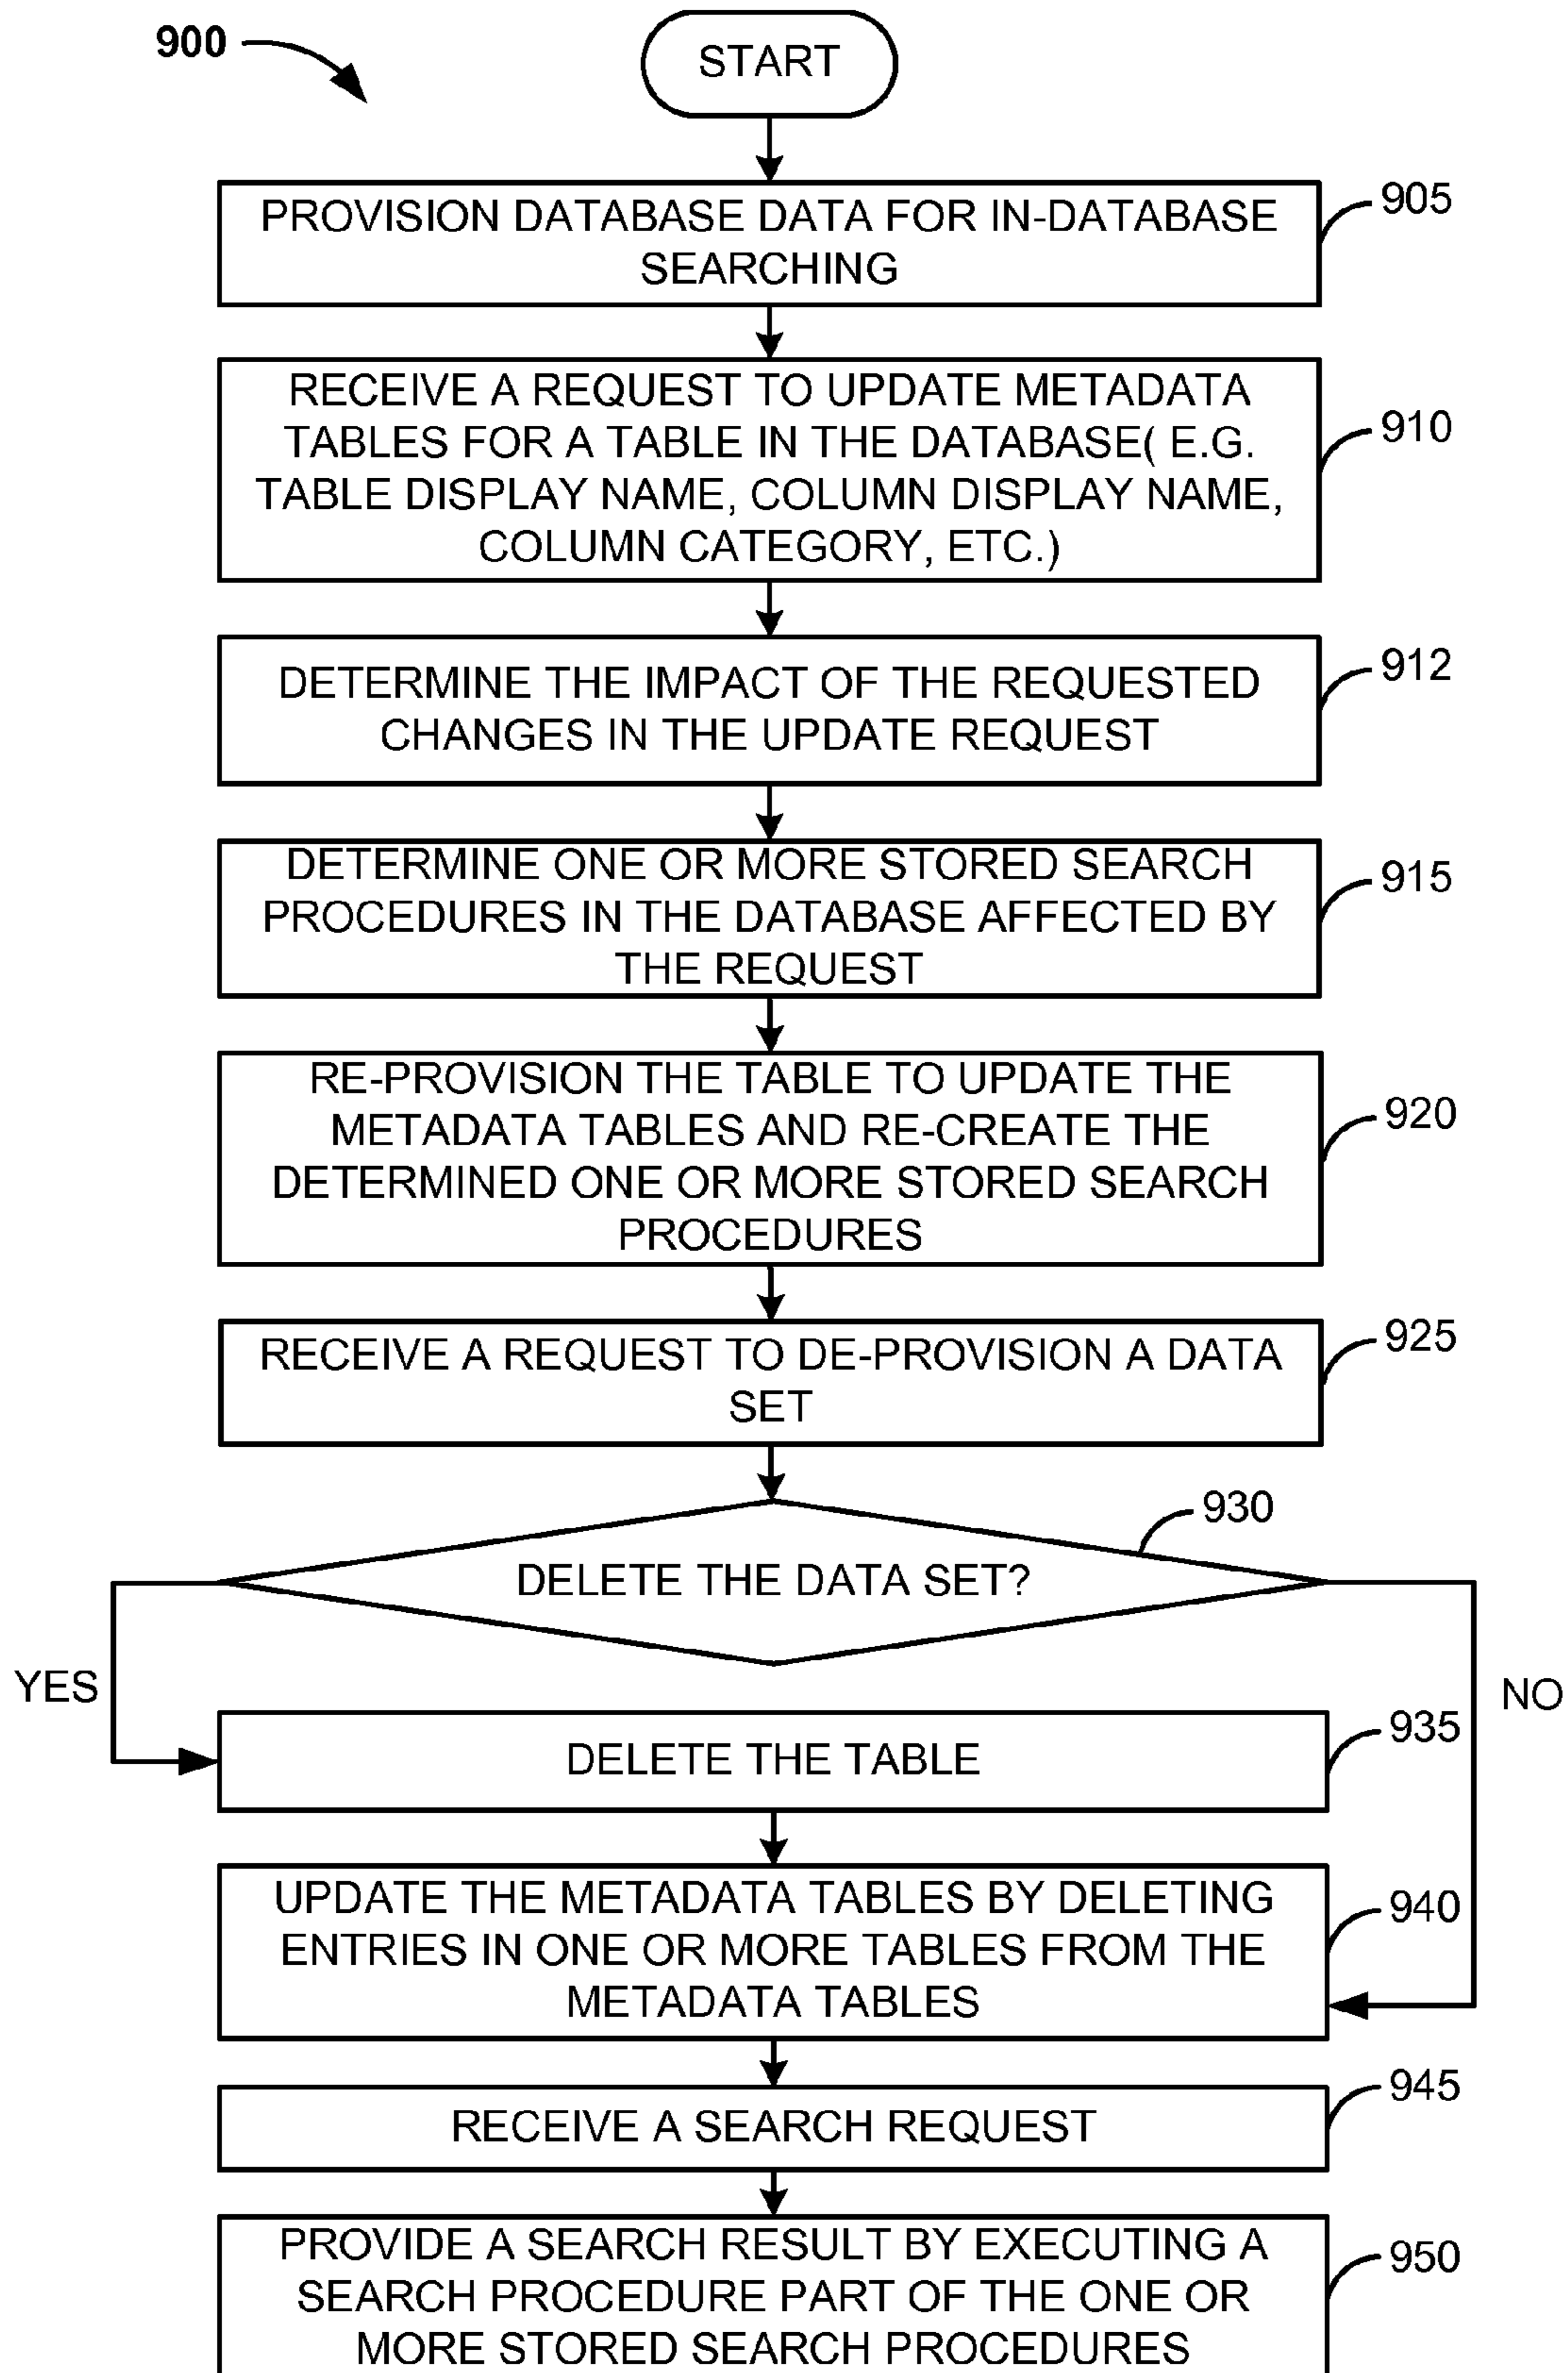 900
START
PROVISION DATABASE DATA FOR IN-DATABASE
SEARCHING
905
RECEIVE A REQUEST TO UPDATE METADATA
TABLES FOR A TABLE IN THE DATABASE( E.G.
TABLE DISPLAY NAME, COLUMN DISPLAY NAME,
COLUMN CATEGORY, ETC.)
910
DETERMINE THE IMPACT OF THE REQUESTED
CHANGES IN THE UPDATE REQUEST
912
DETERMINE ONE OR MORE STORED SEARCH
PROCEDURES IN THE DATABASE AFFECTED BY
THE REQUEST
915
RE-PROVISION THE TABLE TO UPDATE THE
METADATA TABLES AND RE-CREATE THE
DETERMINED ONE OR MORE STORED SEARCH
PROCEDURES
920
RECEIVE A REQUEST TO DE-PROVISION A DATA
SET
925
930
DELETE THE DATA SET?
YES
NO
DELETE THE TABLE
935
UPDATE THE METADATA TABLES BY DELETING
ENTRIES IN ONE OR MORE TABLES FROM THE
METADATA TABLES
940
RECEIVE A SEARCH REQUEST
945
PROVIDE A SEARCH RESULT BY EXECUTING A
SEARCH PROCEDURE PART OF THE ONE OR
MORE STORED SEARCH PROCEDURES
950